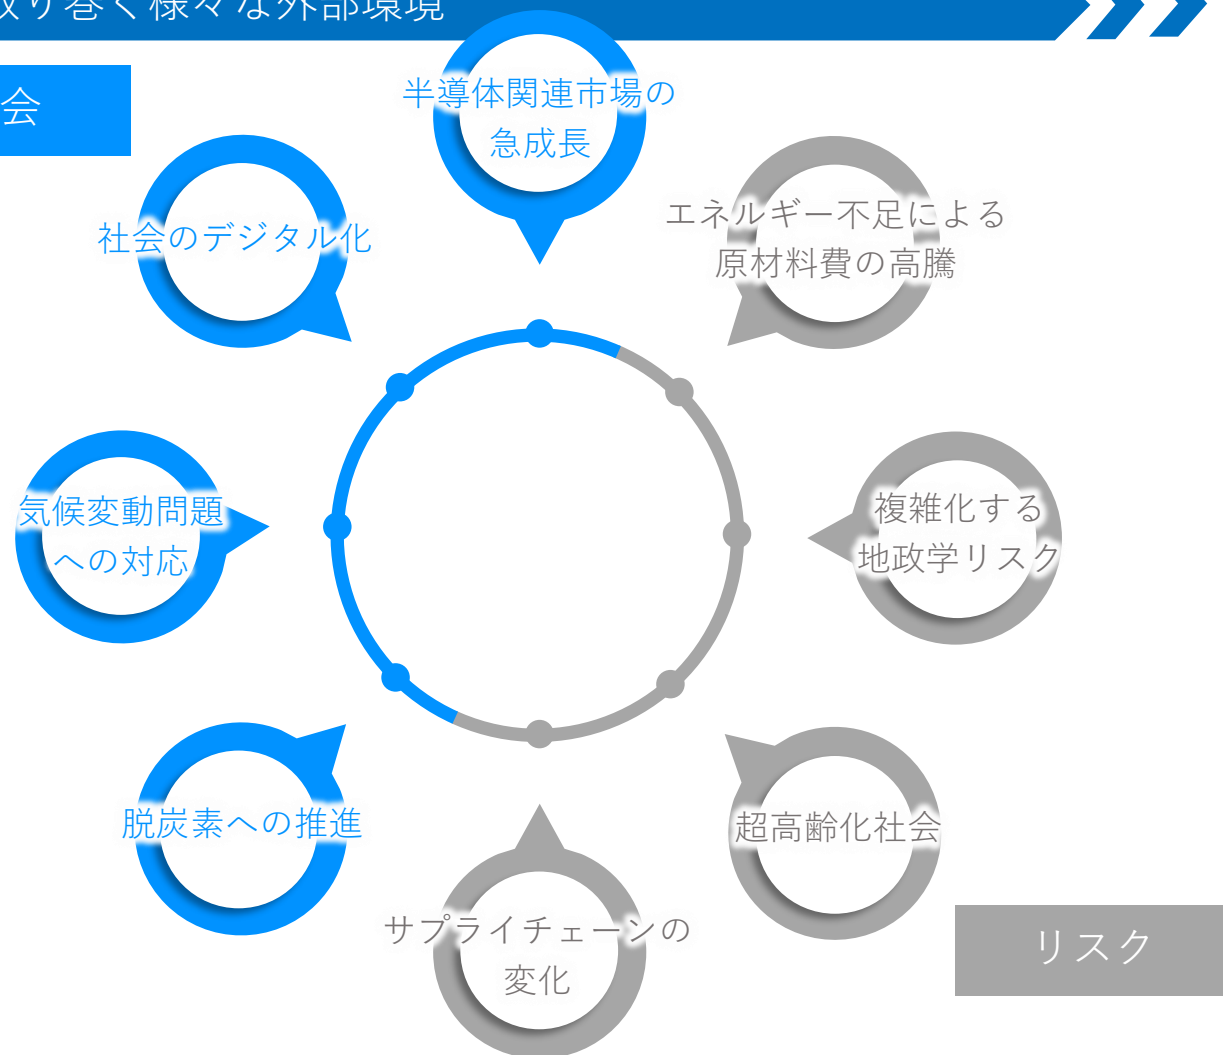 り巻く様々な外部環境
会
半導体関連市場の
急成長
社会のデジタル化
エネルギー不足による
原材料費の高騰
気候変動問題
への対応
複雑化する
地政学リスク
脱炭素への推進
超高齢化社会
サプライチェーンの
変化
リスク